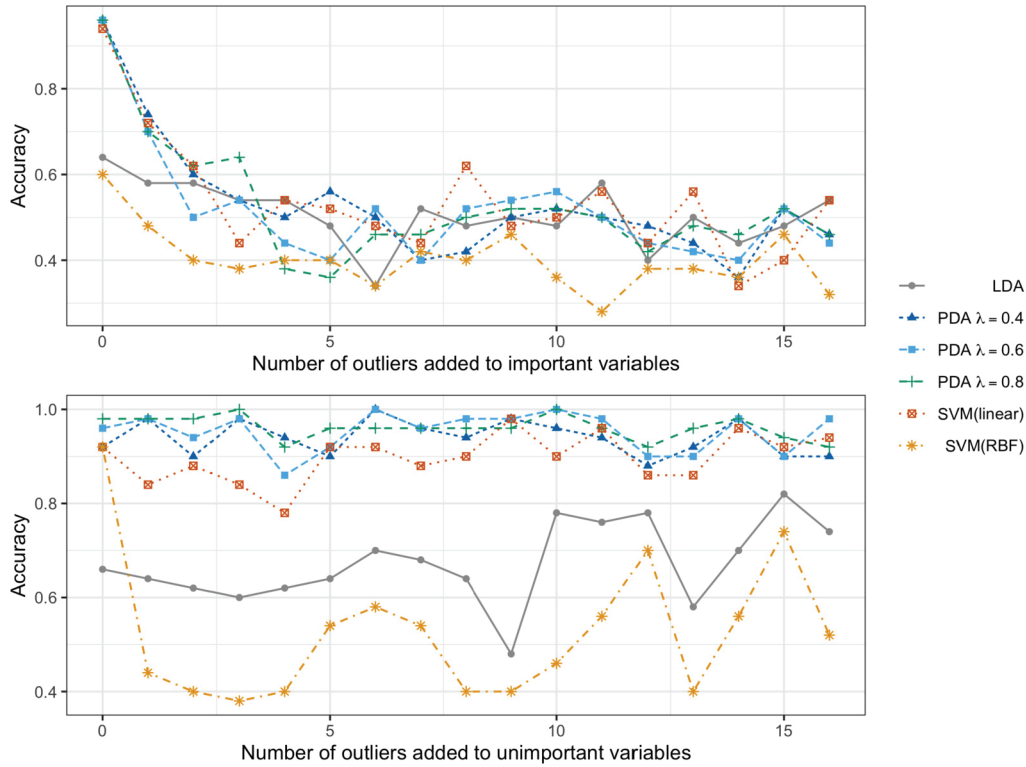 Accuracy
0.8
0.6
0.4
0
5
10
15
Number of outliers added to important variables
Accuracy
1.0
0.8
0.6
0.4
0
5
10
15
Number of outliers added to unimportant variables
LDA
PDA λ = 0.4
PDA λ = 0.6
PDA λ = 0.8
SVM(linear)
SVM(RBF)